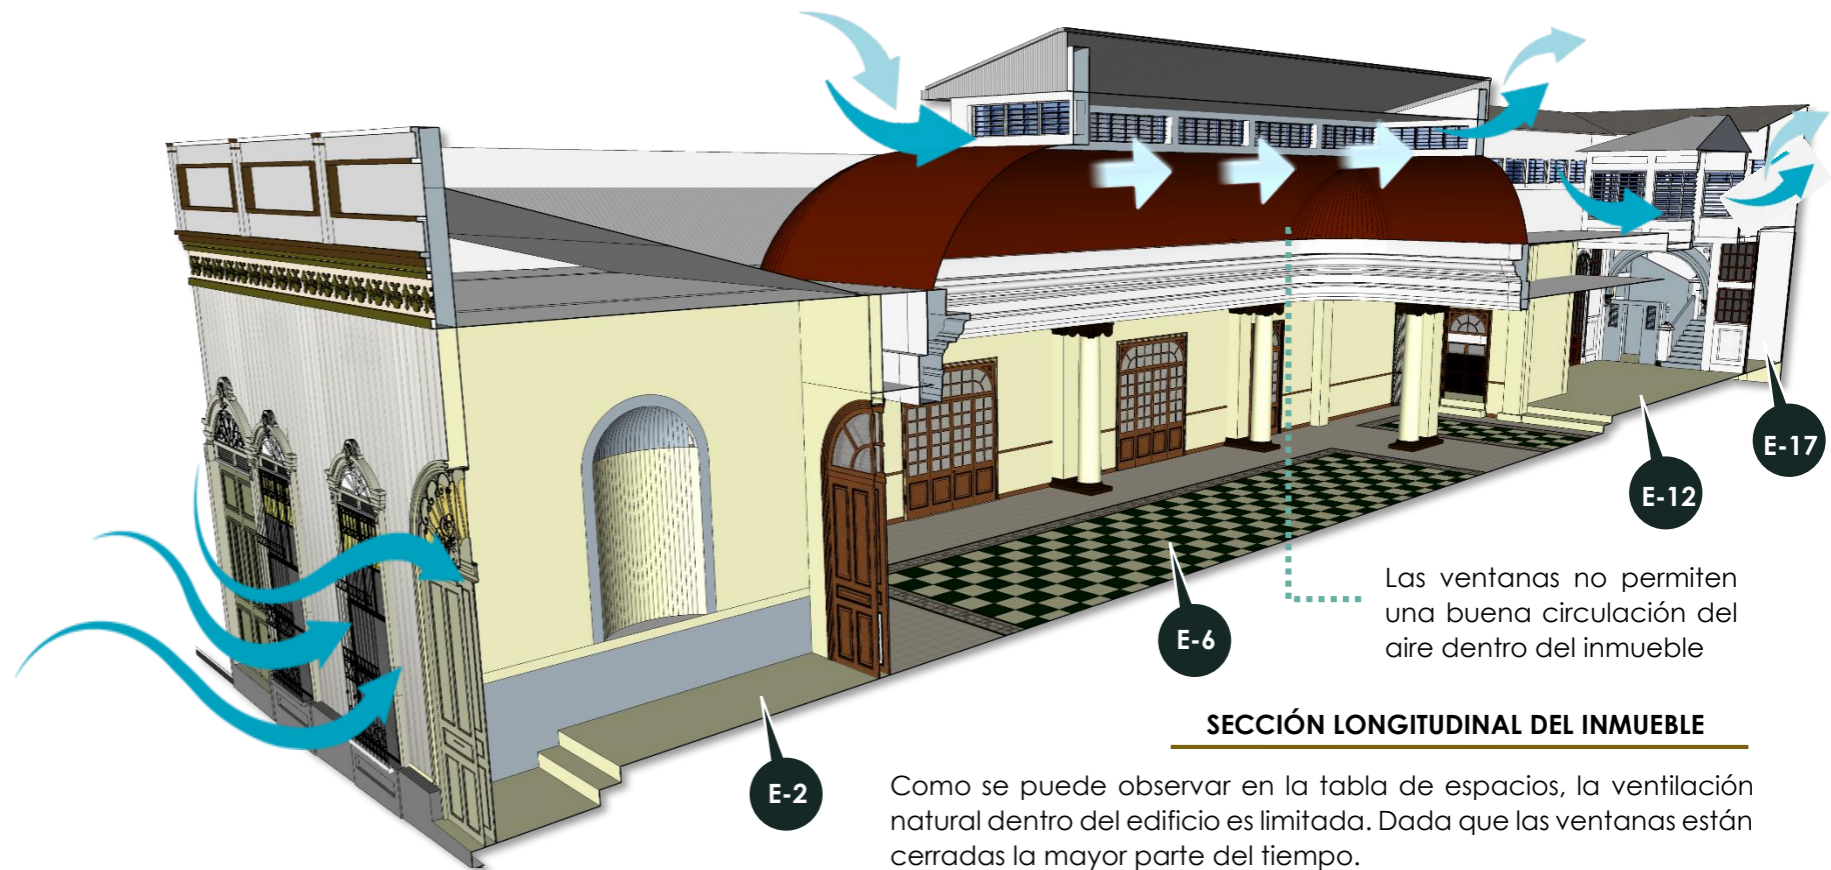 E-17
E-12
E-6
E-2
Las ventanas no permiten
una buena circulación del
aire dentro del inmueble
SECCIÓN LONGITUDINAL DEL INMUEBLE
Como se puede observar en la tabla de espacios, la ventilación
natural dentro del edificio es limitada. Dada que las ventanas están
cerradas la mayor parte del tiempo.